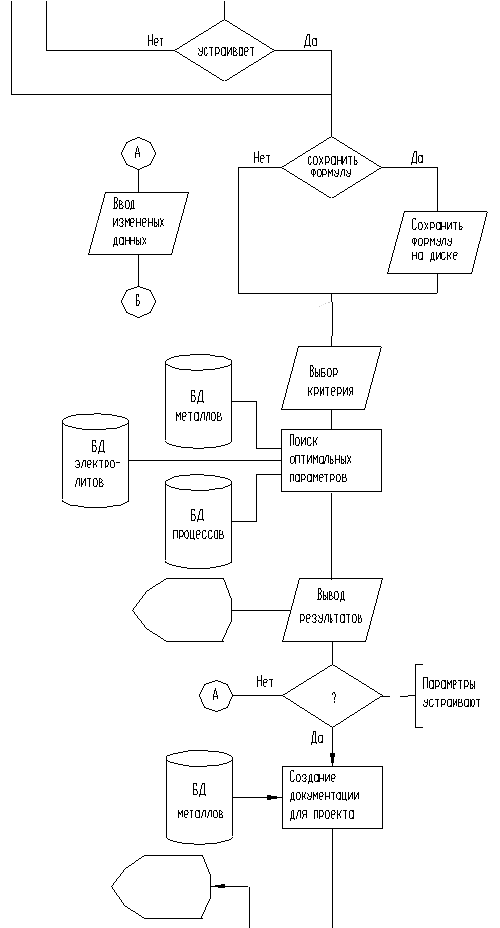 Нет
Да
устраивает
А
Ввод
измененых
данных
Б
Нет
Да
сохранить
формулу
Сохранить
формулу
на диске
Выбор
критерия
БД
металлов
БД
электро-
литов
БД
процессов
Поиск
оптимальных
параметров
Вывод
результатов
А
Нет
?
Параметры
устраивают
Да
БД
металлов
Создание
документации
для проекта